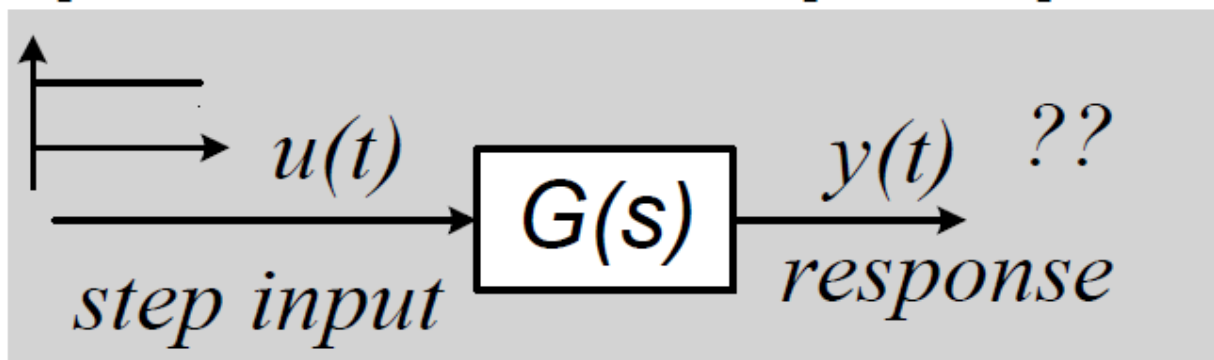 u(t)
y(t) ??
G(s)
step input
response